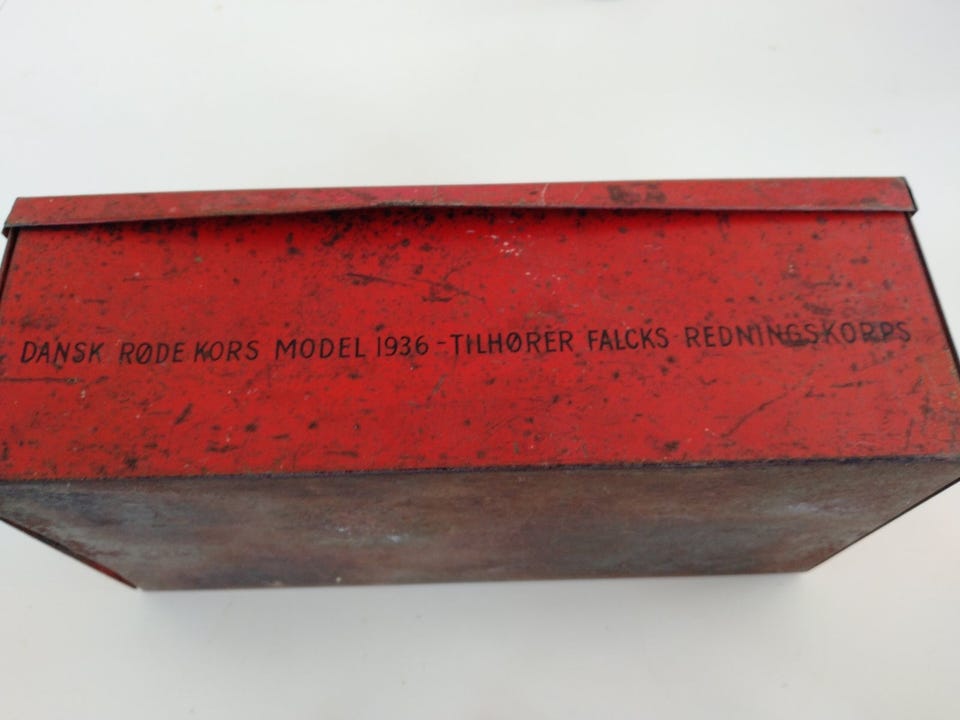 DANSK RØDE KORS MODEL 1936 - TILHØRER FALCKS REDNINGSKORPS